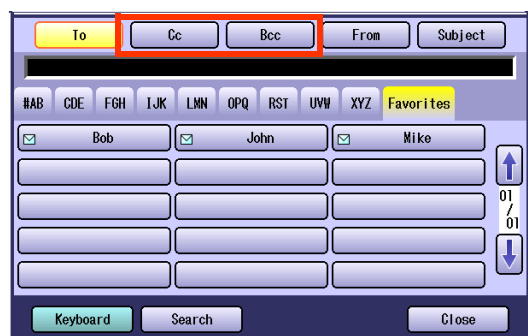 To Cc Bcc From Subject
#AB CDE FGH IJK LMN OPQ RST UVW XYZ Favorites
Bob John Mike
01
/
01
Keyboard Search Close